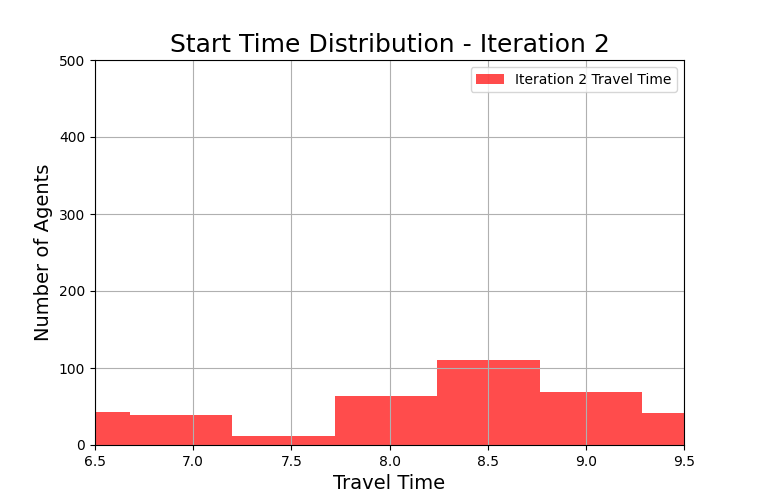 Start Time Distribution - Iteration 2
Iteration 2 Travel Time
Number of Agents
500
400
300
200
100
0
6.5 7.0 7.5 8.0 8.5 9.0 9.5
Travel Time